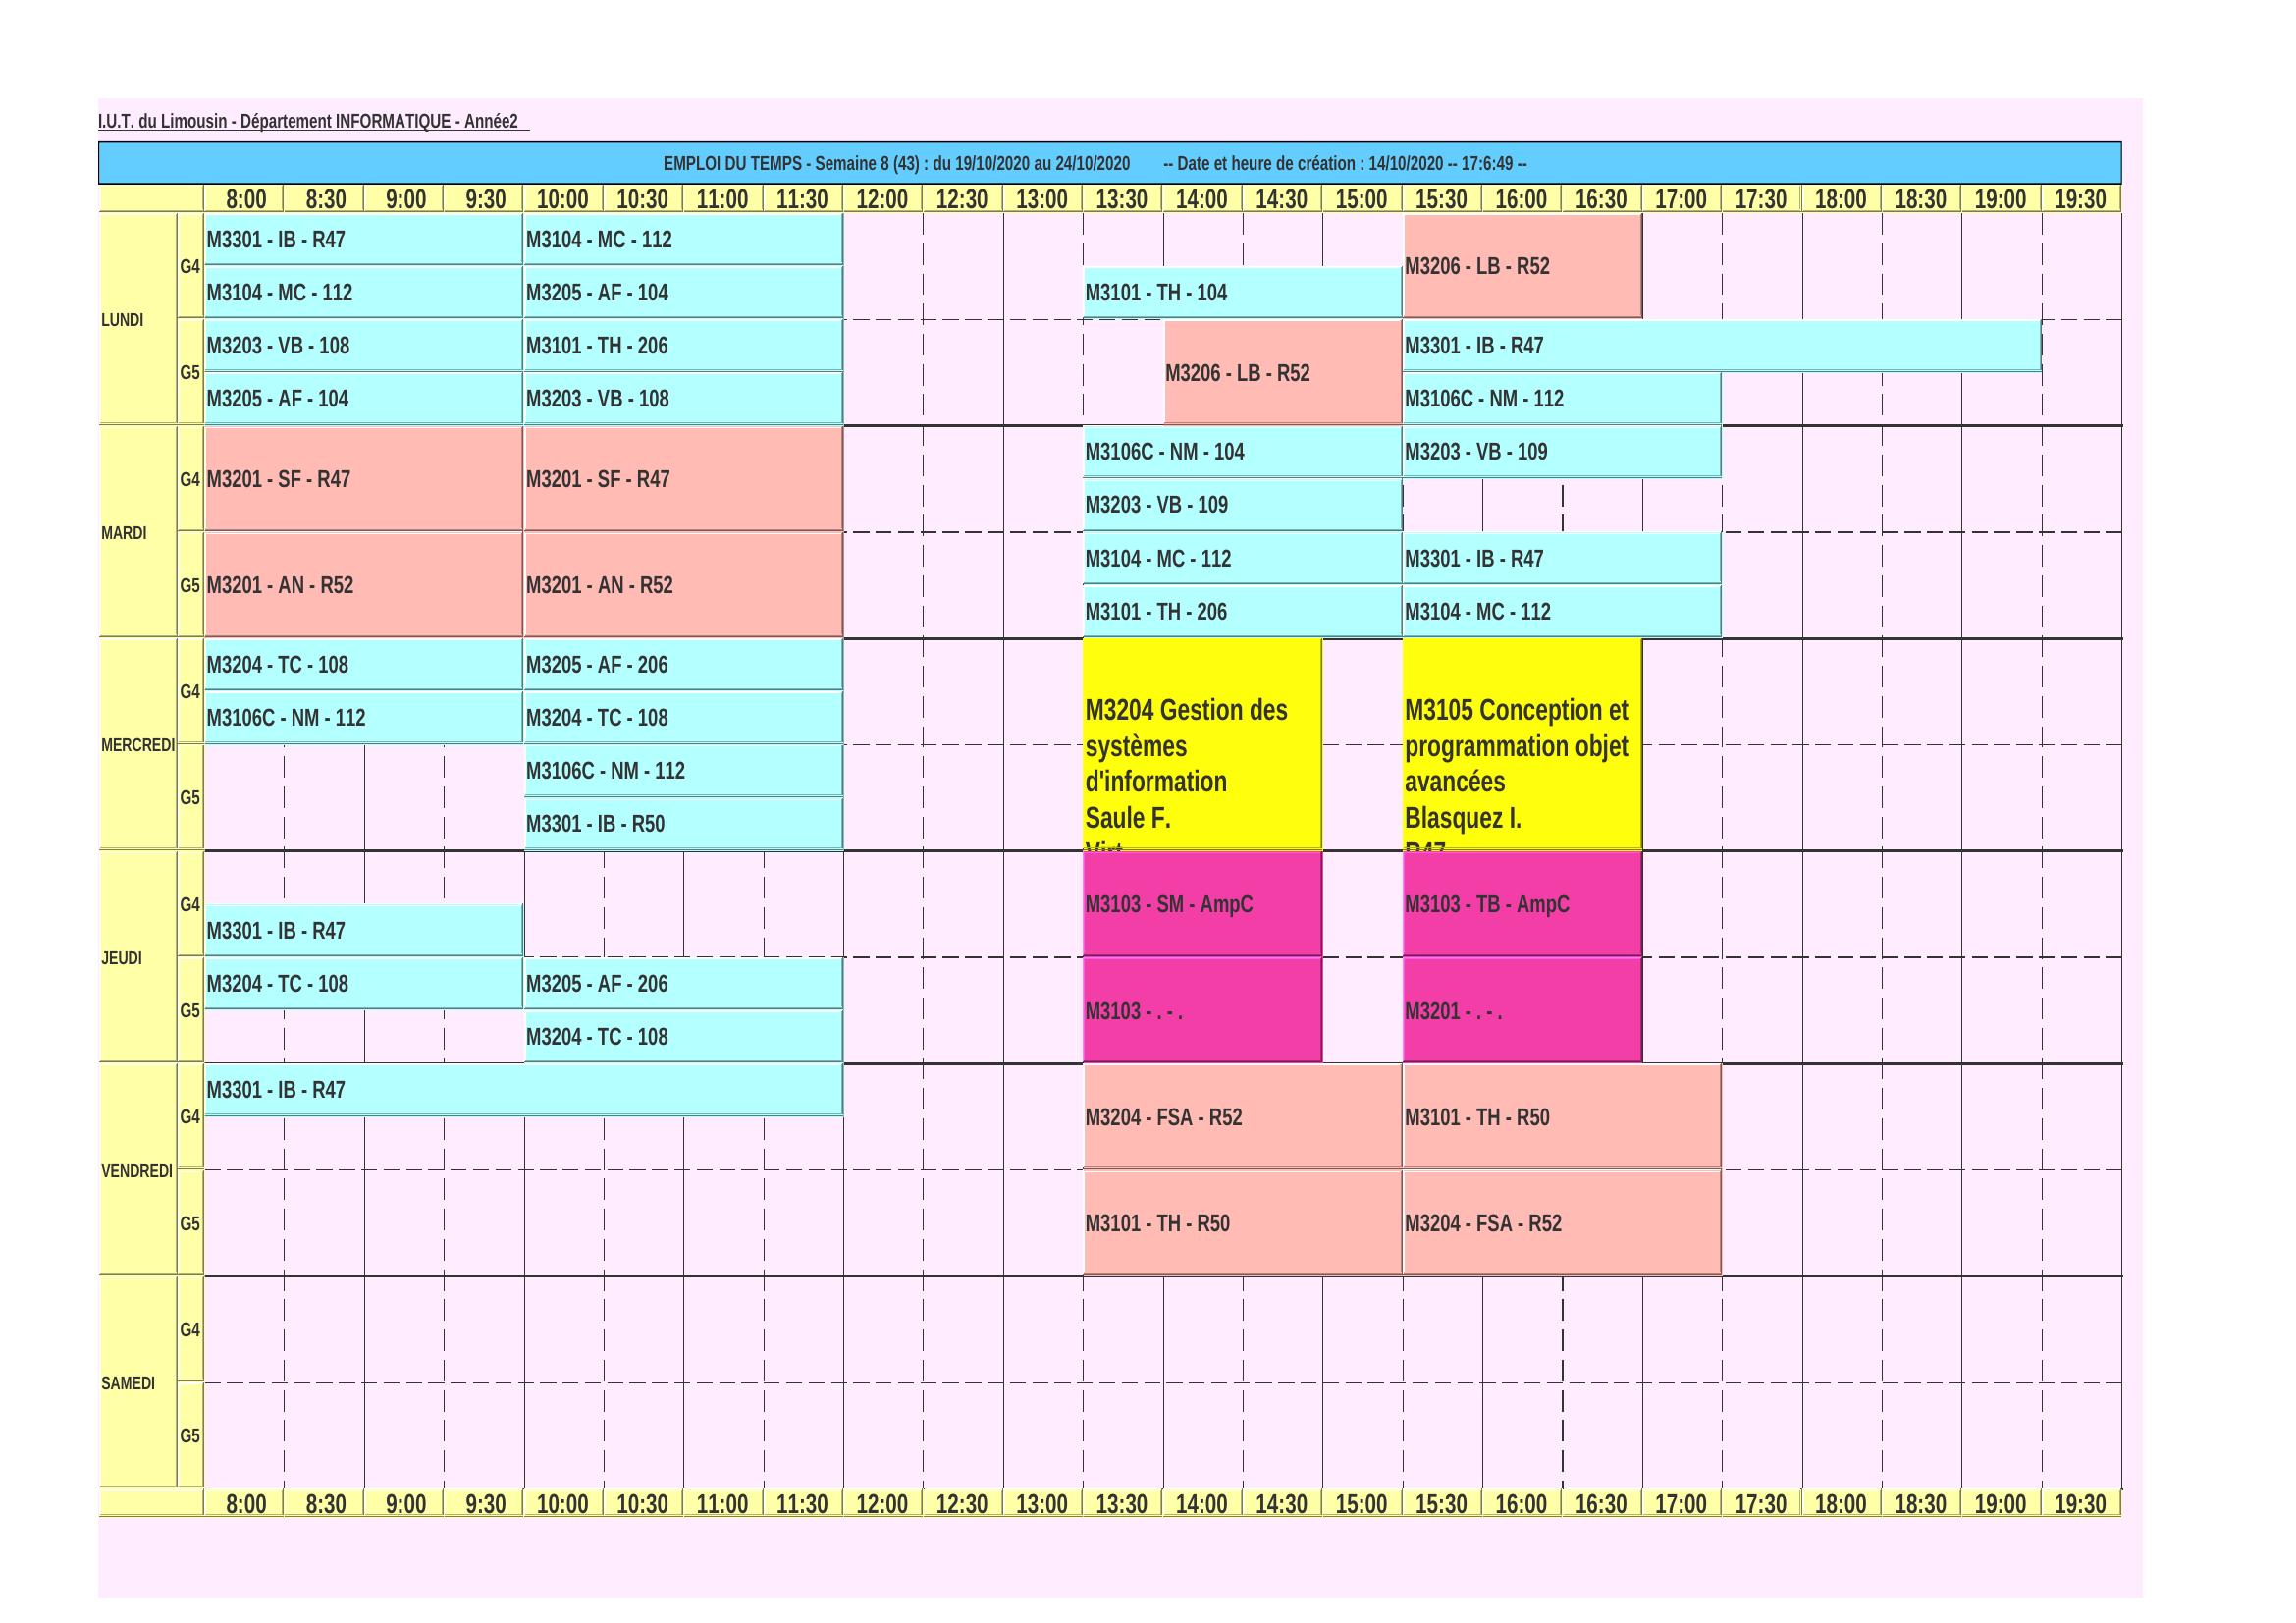 I.U.T. du Limousin - Département INFORMATIQUE - Année2
EMPLOI DU TEMPS - Semaine 8 (43) : du 19/10/2020 au 24/10/2020 -- Date et heure de création : 14/10/2020 -- 17:6:49 --
8:00 8:30 9:00 9:30 10:00 10:30 11:00 11:30 12:00 12:30 13:00 13:30 14:00 14:30 15:00 15:30 16:00 16:30 17:00 17:30 18:00 18:30 19:00 19:30
LUNDI
G4
M3301 - IB - R47 M3104 - MC - 112
M3206 - LB - R52
M3104 - MC - 112 M3205 - AF - 104 M3101 - TH - 104
G5
M3203 - VB - 108 M3101 - TH - 206 M3301 - IB - R47
M3206 - LB - R52
M3205 - AF - 104 M3203 - VB - 108 M3106C - NM - 112
MARDI
G4
M3106C - NM - 104 M3203 - VB - 109
M3201 - SF - R47 M3201 - SF - R47
M3203 - VB - 109
G5
M3104 - MC - 112 M3301 - IB - R47
M3201 - AN - R52 M3201 - AN - R52
M3101 - TH - 206 M3104 - MC - 112
MERCREDI
G4
M3204 - TC - 108 M3205 - AF - 206
M3106C - NM - 112 M3204 - TC - 108
G5
M3106C - NM - 112
M3301 - IB - R50
M3204 Gestion des
systèmes
d'information
Saule F.
Virt
M3105 Conception et
programmation objet
avancées
Blasquez I.
R47
JEUDI
G4
M3103 - SM - AmpC M3103 - TB - AmpC
M3301 - IB - R47
G5
M3204 - TC - 108 M3205 - AF - 206
M3103 - . - . M3201 - . - .
M3204 - TC - 108
VENDREDI
G4
M3301 - IB - R47
M3204 - FSA - R52 M3101 - TH - R50
G5
M3101 - TH - R50 M3204 - FSA - R52
SAMEDI
G4
G5
8:00 8:30 9:00 9:30 10:00 10:30 11:00 11:30 12:00 12:30 13:00 13:30 14:00 14:30 15:00 15:30 16:00 16:30 17:00 17:30 18:00 18:30 19:00 19:30